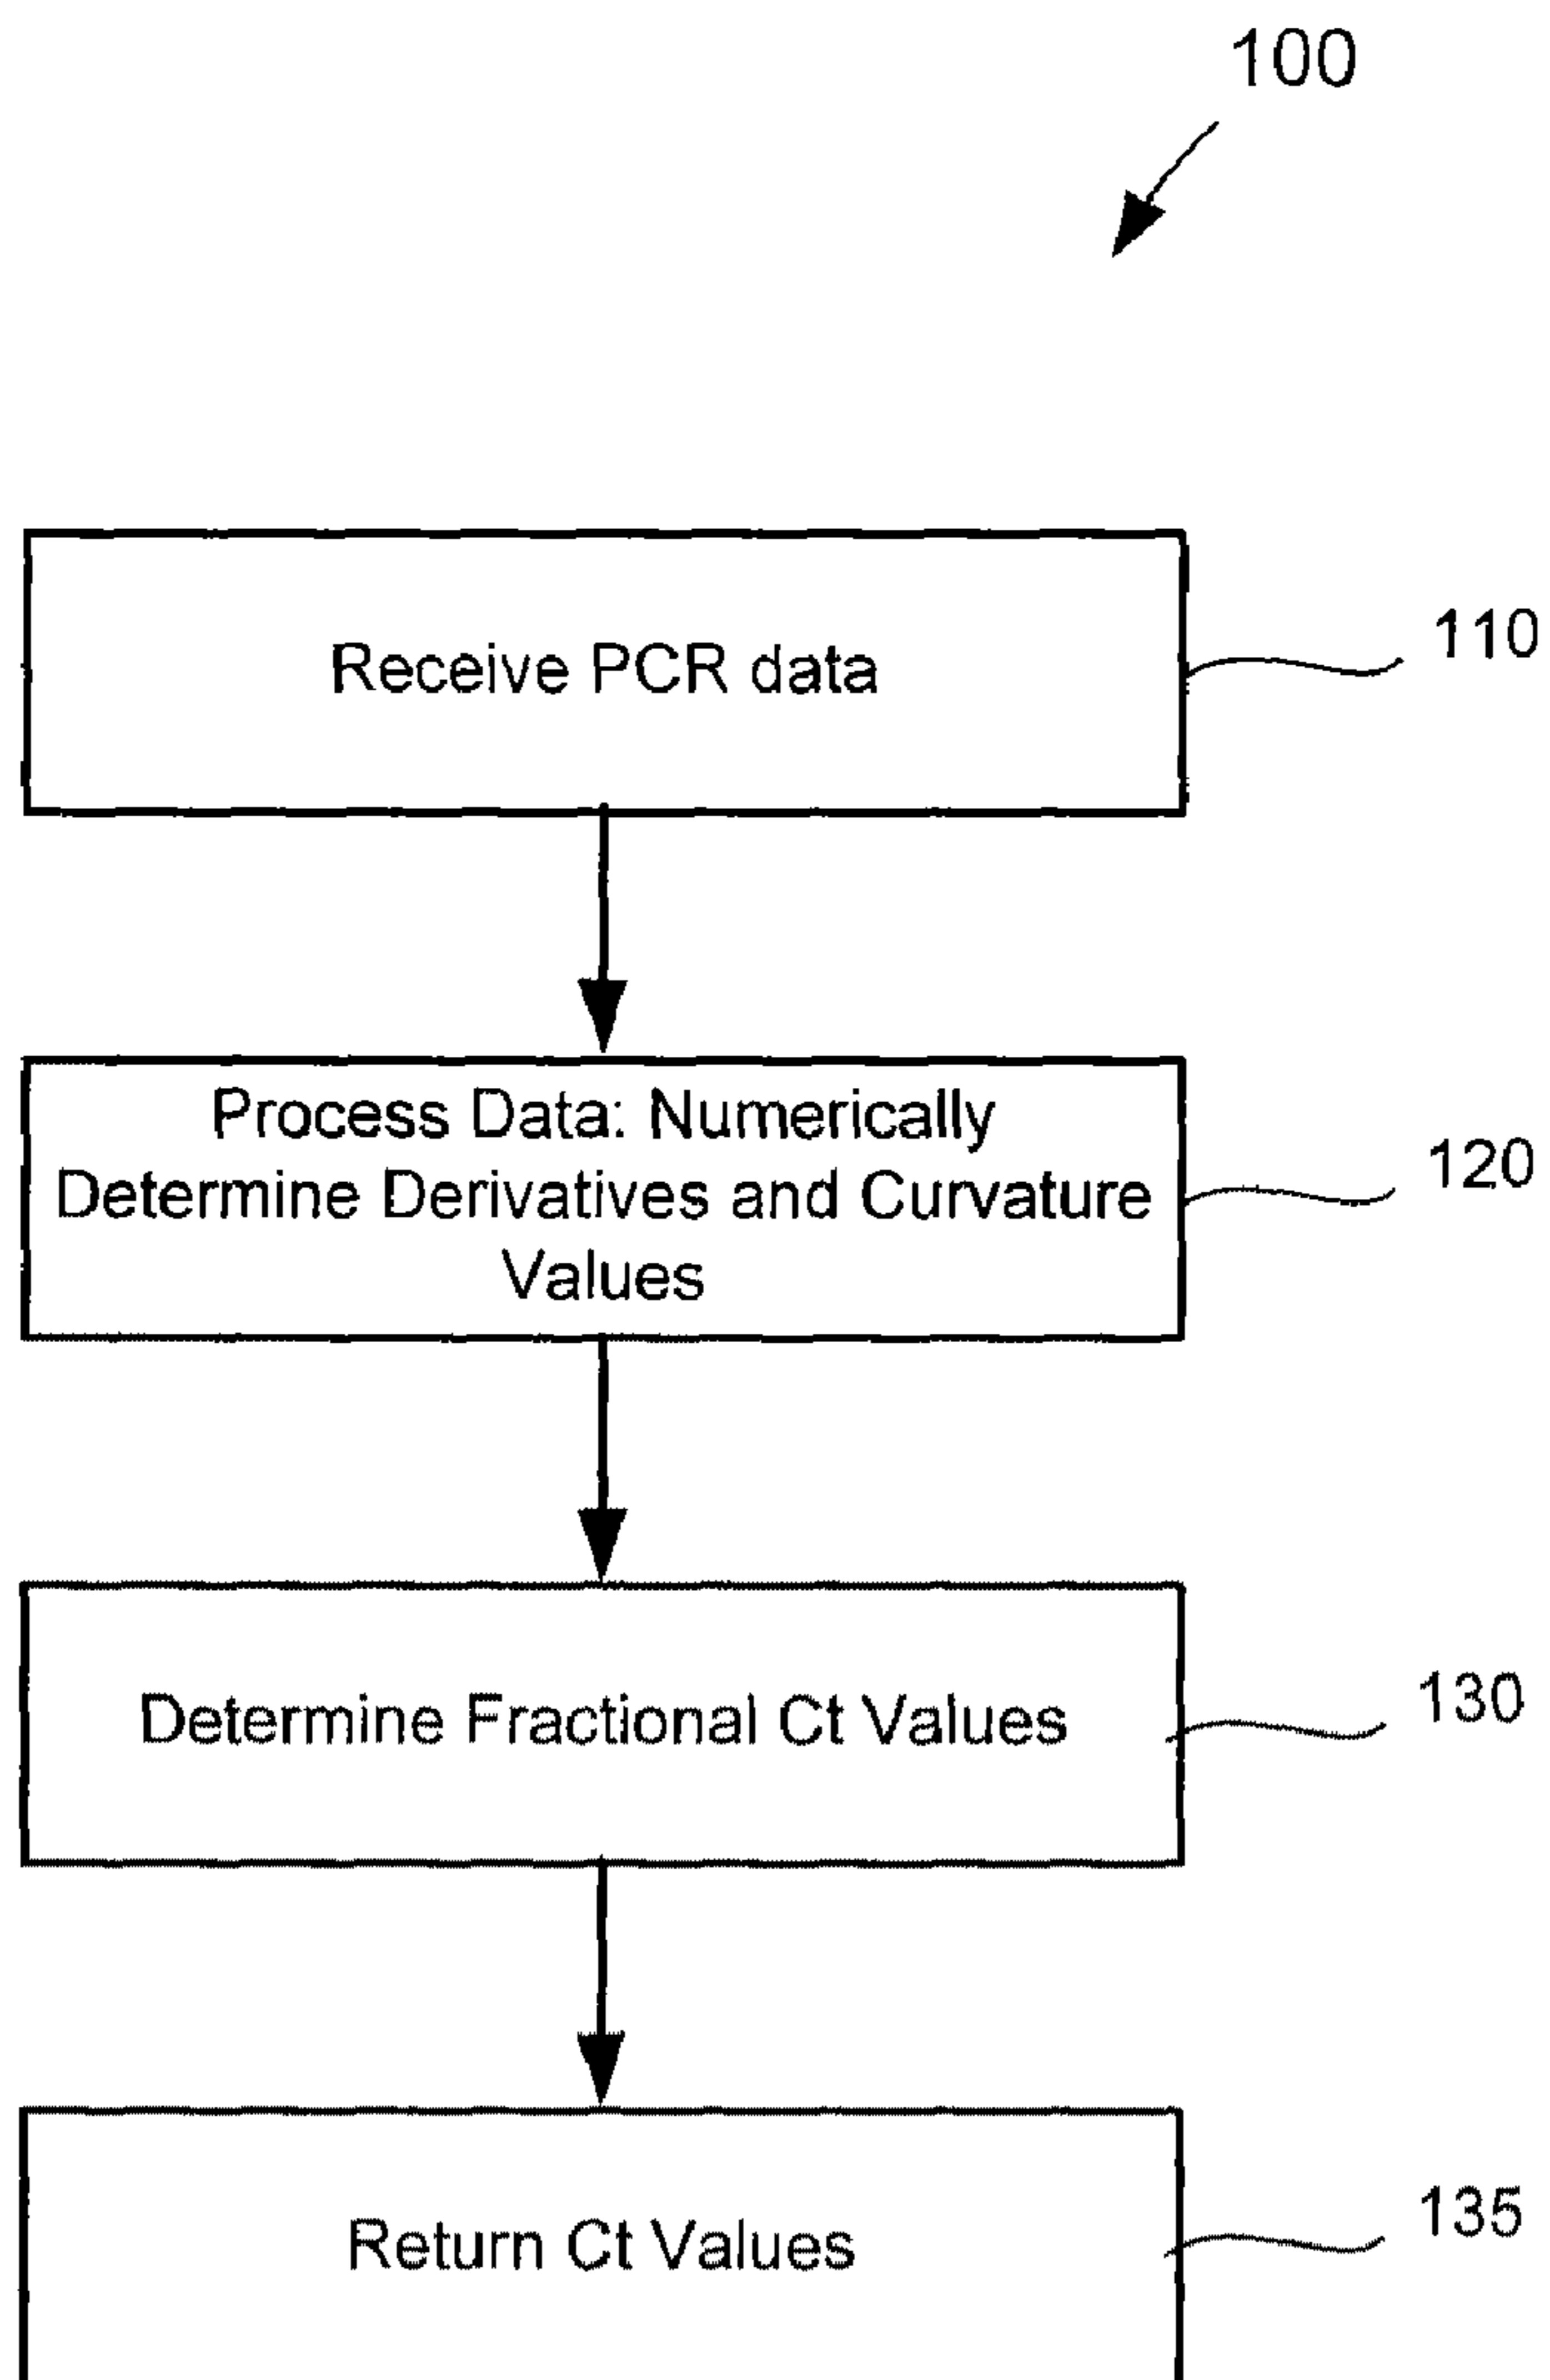 100
Receive PCR data
110
Process Data: Numerically
Determine Derivatives and Curvature
Values
120
Determine Fractional Ct Values
130
Return Ct Values
135